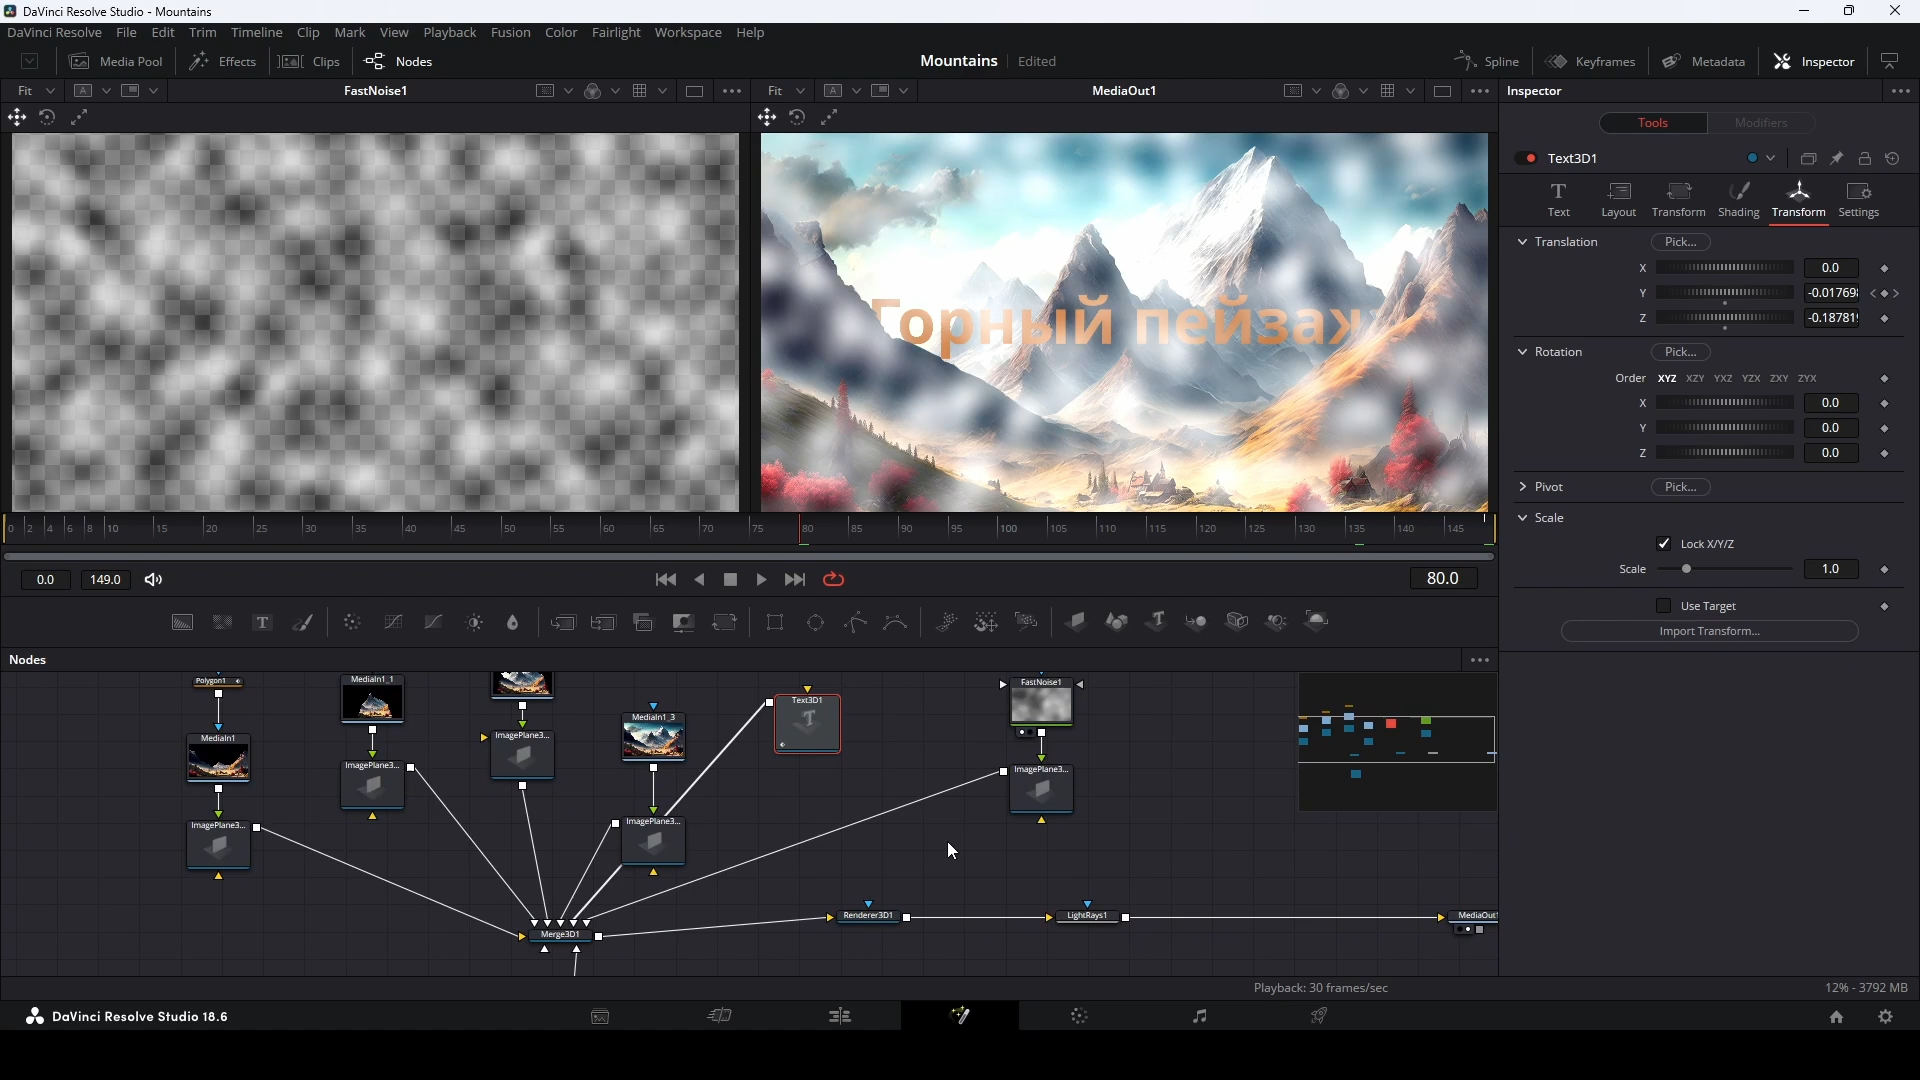 DaVinci Resolve Studio - Mountains
DaVinci Resolve File Edit Trim Timeline Clip Mark View Playback Fusion Color Fairlight Workspace Help
Media Pool Effects Clips Nodes Mountains Edited Spline Keyframes Metadata Inspector
Fit A FastNoise1 Fit A MediaOut1 Inspector
Tools Modifiers
Text3D1
Text Layout Transform Shading Transform Settings
Translation Pick...
X 0.0
Y -0.01769
Z -0.18781
Rotation Pick...
Order XYZ XZY YXZ YZX ZXY ZYX
X 0.0
Y 0.0
Z 0.0
Pivot Pick...
Scale
Lock X/Y/Z
Scale 1.0
Use Target
Import Transform...
Горный пейзаж
0 2 4 6 8 10 15 20 25 30 35 40 45 50 55 60 65 70 75 80 85 90 95 100 105 110 115 120 125 130 135 140 145
0.0 149.0 80.0
Nodes
Polygon1 MediaIn1_1 Text3D1 FastNoise1
MediaIn1 MediaIn1_3
ImagePlane3... ImagePlane3... ImagePlane3... ImagePlane3... ImagePlane3...
Merge3D1 Renderer3D1 LightRays1 MediaOut1
Playback: 30 frames/sec 12% - 3792 MB
DaVinci Resolve Studio 18.6